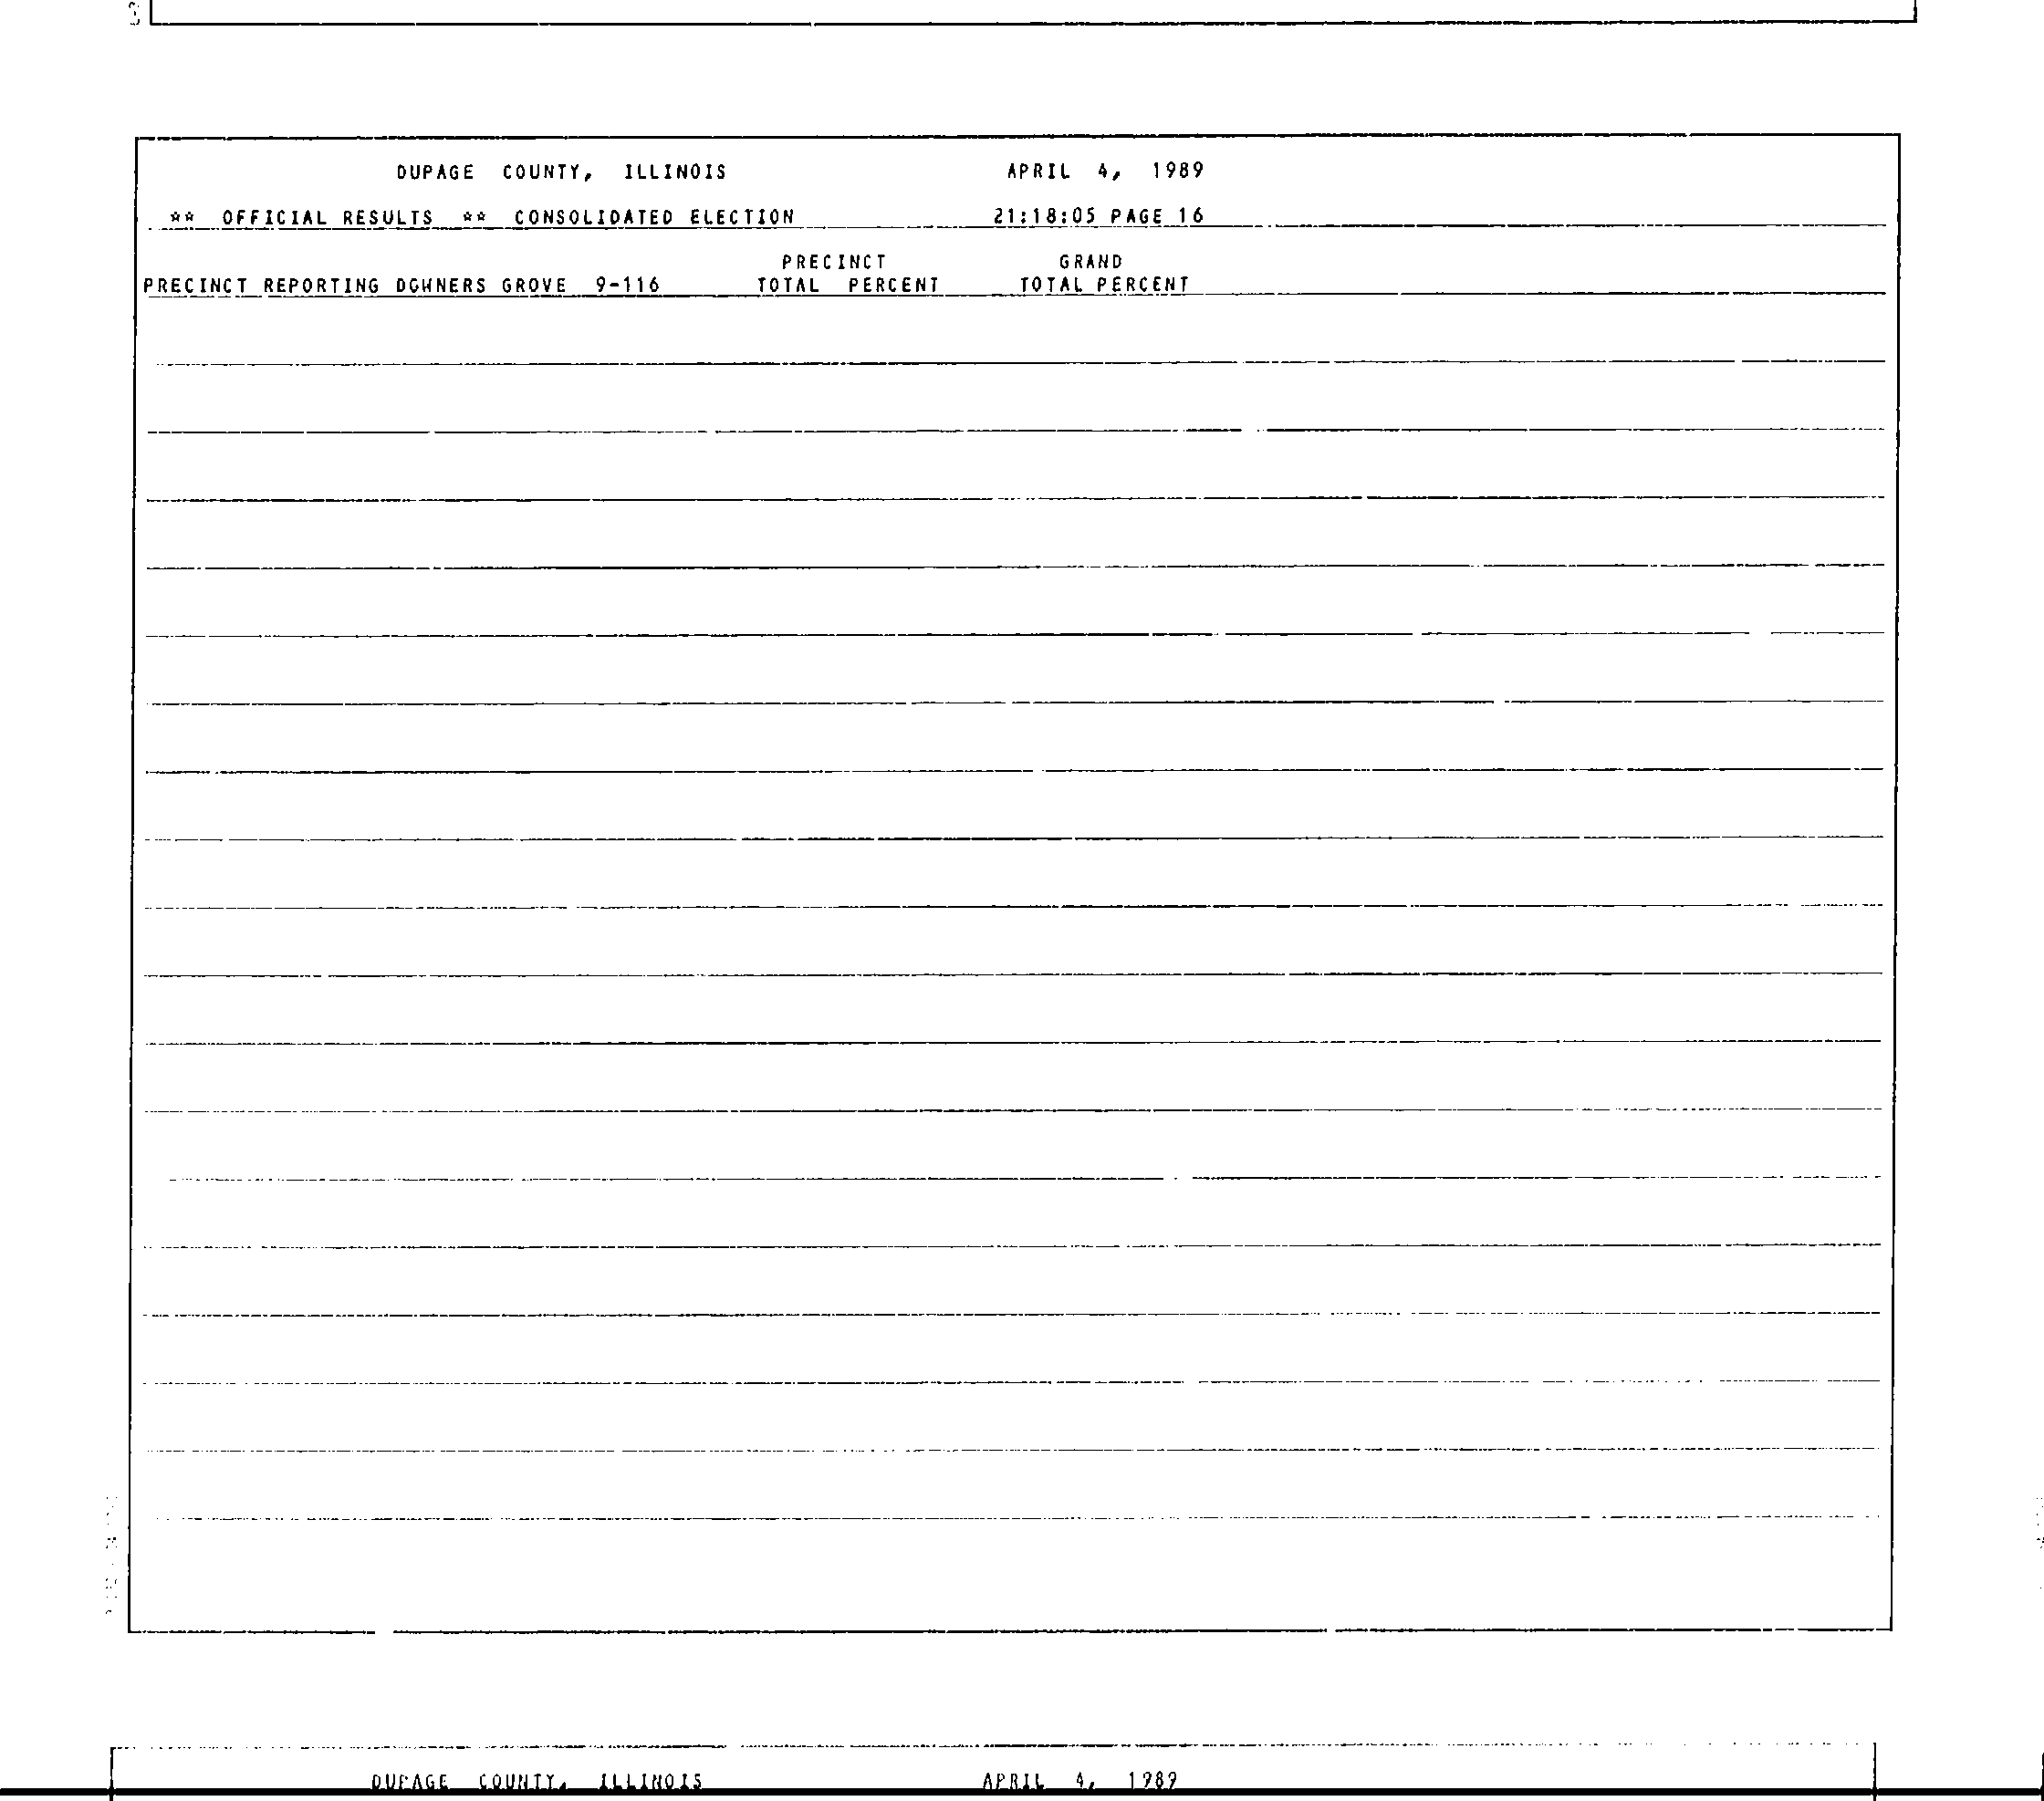 DUPAGE COUNTY, ILLINOIS APRIL 4, 1989
** OFFICIAL RESULTS ** CONSOLIDATED ELECTION 21:18:05 PAGE 16
PRECINCT GRAND
PRECINCT REPORTING DOWNERS GROVE 9-116 TOTAL PERCENT TOTAL PERCENT
DUPAGE COUNTY, ILLINOIS APRIL 4, 1989